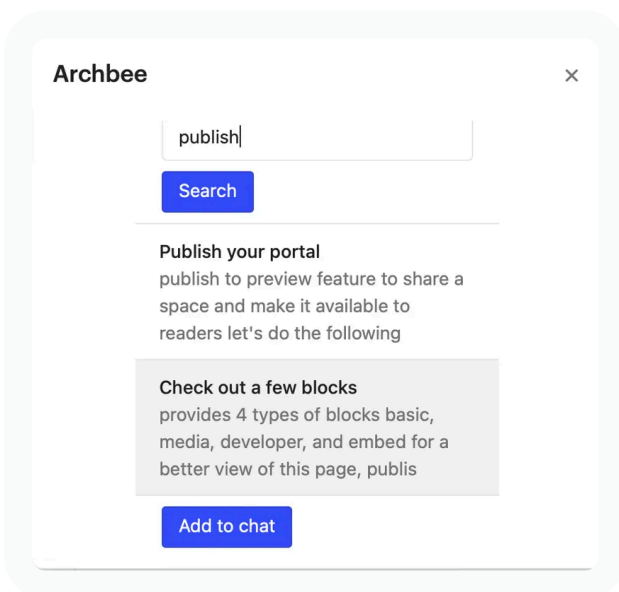 Archbee
publish
Search
Publish your portal
publish to preview feature to share a
space and make it available to
readers let's do the following
Check out a few blocks
provides 4 types of blocks basic,
media, developer, and embed for a
better view of this page, publis
Add to chat